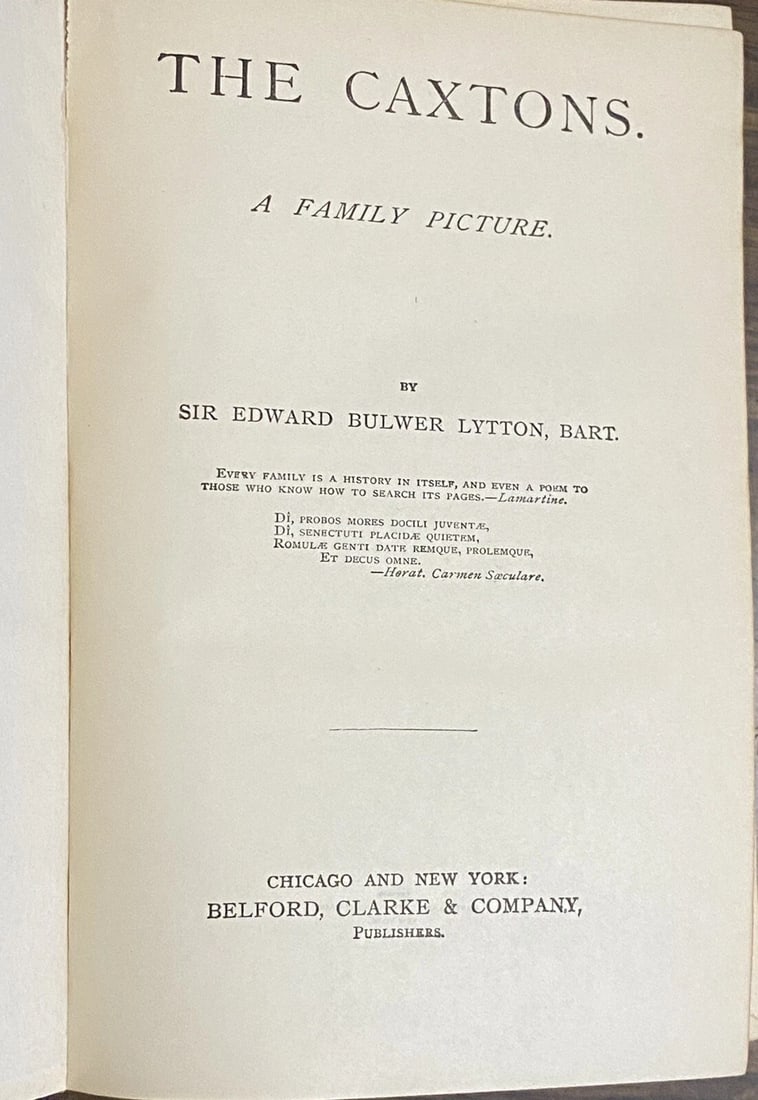 THE CAXTONS.
A FAMILY PICTURE.
BY
SIR EDWARD BULWER LYTTON, BART.
EVERY FAMILY IS A HISTORY IN ITSELF, AND EVEN A POEM TO
THOSE WHO KNOW HOW TO SEARCH ITS PAGES.—Lamartine.
Dî, PROBOS MORES DOCILI JUVENTÆ,
Dî, SENECTUTI PLACIDÆ QUIETEM,
ROMULÆ GENTI DATE REMQUE, PROLEMQUE,
ET DECUS OMNE.
—Horat. Carmen Sæculare.
CHICAGO AND NEW YORK:
BELFORD, CLARKE & COMPANY,
PUBLISHERS.